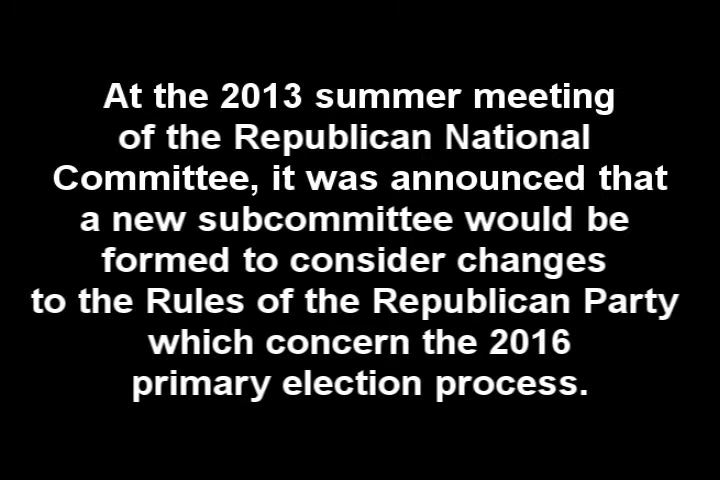 At the 2013 summer meeting
of the Republican National
Committee, it was announced that
a new subcommittee would be
formed to consider changes
to the Rules of the Republican Party
which concern the 2016
primary election process.